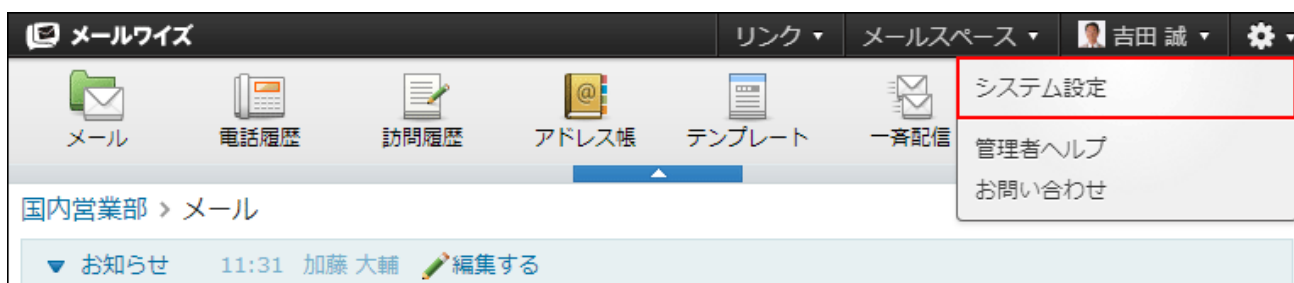 メールワイズ リンク メールスペース 吉田 誠
システム設定
管理者ヘルプ
お問い合わせ
メール 電話履歴 訪問履歴 アドレス帳 テンプレート 一斉配信
国内営業部 > メール
お知らせ 11:31 加藤 大輔 編集する